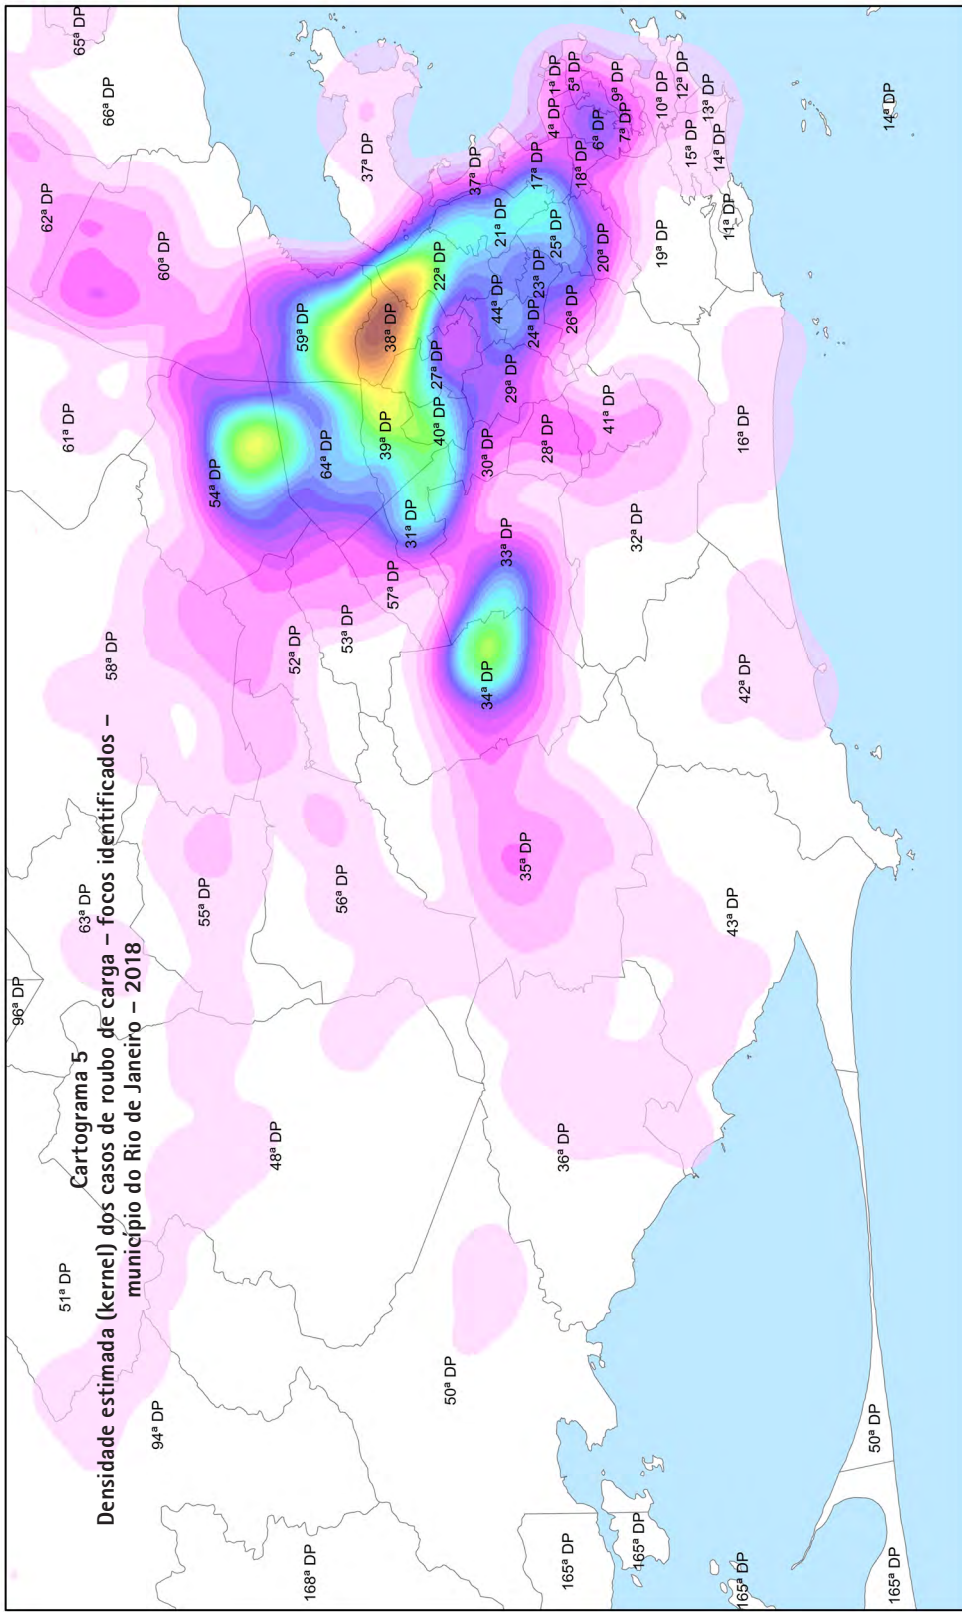 Cartograma 5
Densidade estimada (kernel) dos casos de roubo de carga – focos identificados –
município do Rio de Janeiro – 2018
96ª DP
65ª DP
51ª DP
63ª DP
58ª DP
61ª DP
62ª DP
66ª DP
94ª DP
55ª DP
54ª DP
60ª DP
48ª DP
52ª DP
168ª DP
56ª DP
53ª DP
64ª DP
59ª DP
37ª DP
57ª DP
39ª DP
38ª DP
31ª DP
40ª DP
27ª DP
22ª DP
50ª DP
37ª DP
34ª DP
33ª DP
30ª DP
29ª DP
44ª DP
21ª DP
35ª DP
24ª DP
23ª DP
25ª DP
17ª DP
4ª DP
1ª DP
5ª DP
28ª DP
26ª DP
20ª DP
18ª DP
6ª DP
7ª DP
9ª DP
36ª DP
165ª DP
41ª DP
32ª DP
19ª DP
10ª DP
12ª DP
15ª DP
13ª DP
14ª DP
165ª DP
11ª DP
43ª DP
42ª DP
16ª DP
165ª DP
50ª DP
14ª DP
165ª DP